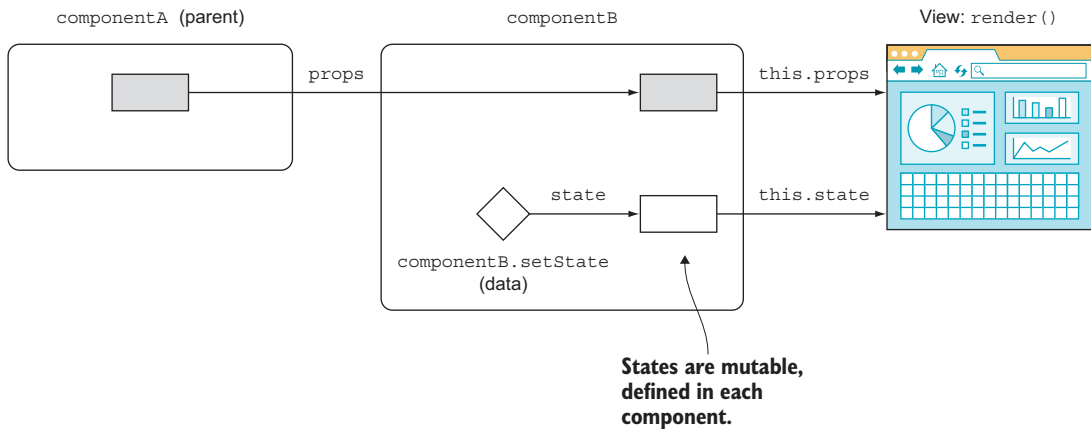 componentA (parent)
componentB
View: render()
props
this.props
state
this.state
componentB.setState
(data)
States are mutable,
defined in each
component.